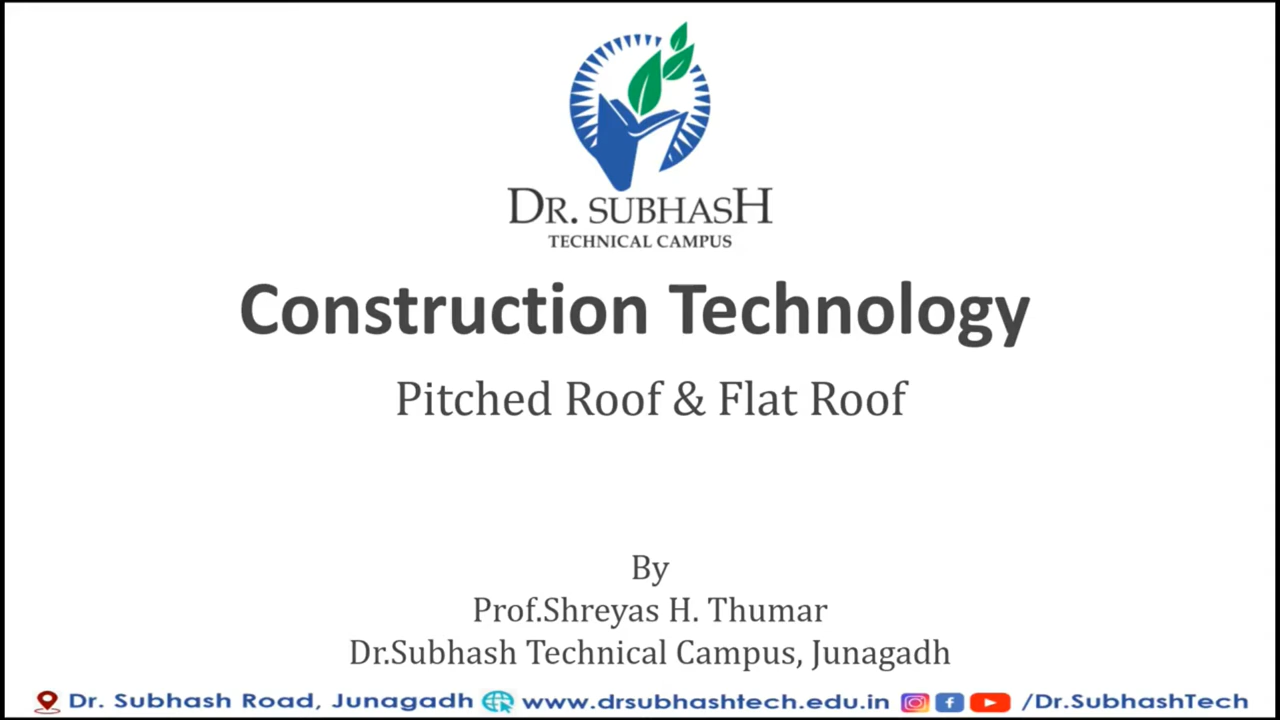 DR. SUBHASH
TECHNICAL CAMPUS
Construction Technology
Pitched Roof & Flat Roof
By
Prof.Shreyas H. Thumar
Dr.Subhash Technical Campus, Junagadh
Dr. Subhash Road, Junagadh www.drsubhashtech.edu.in /Dr.SubhashTech